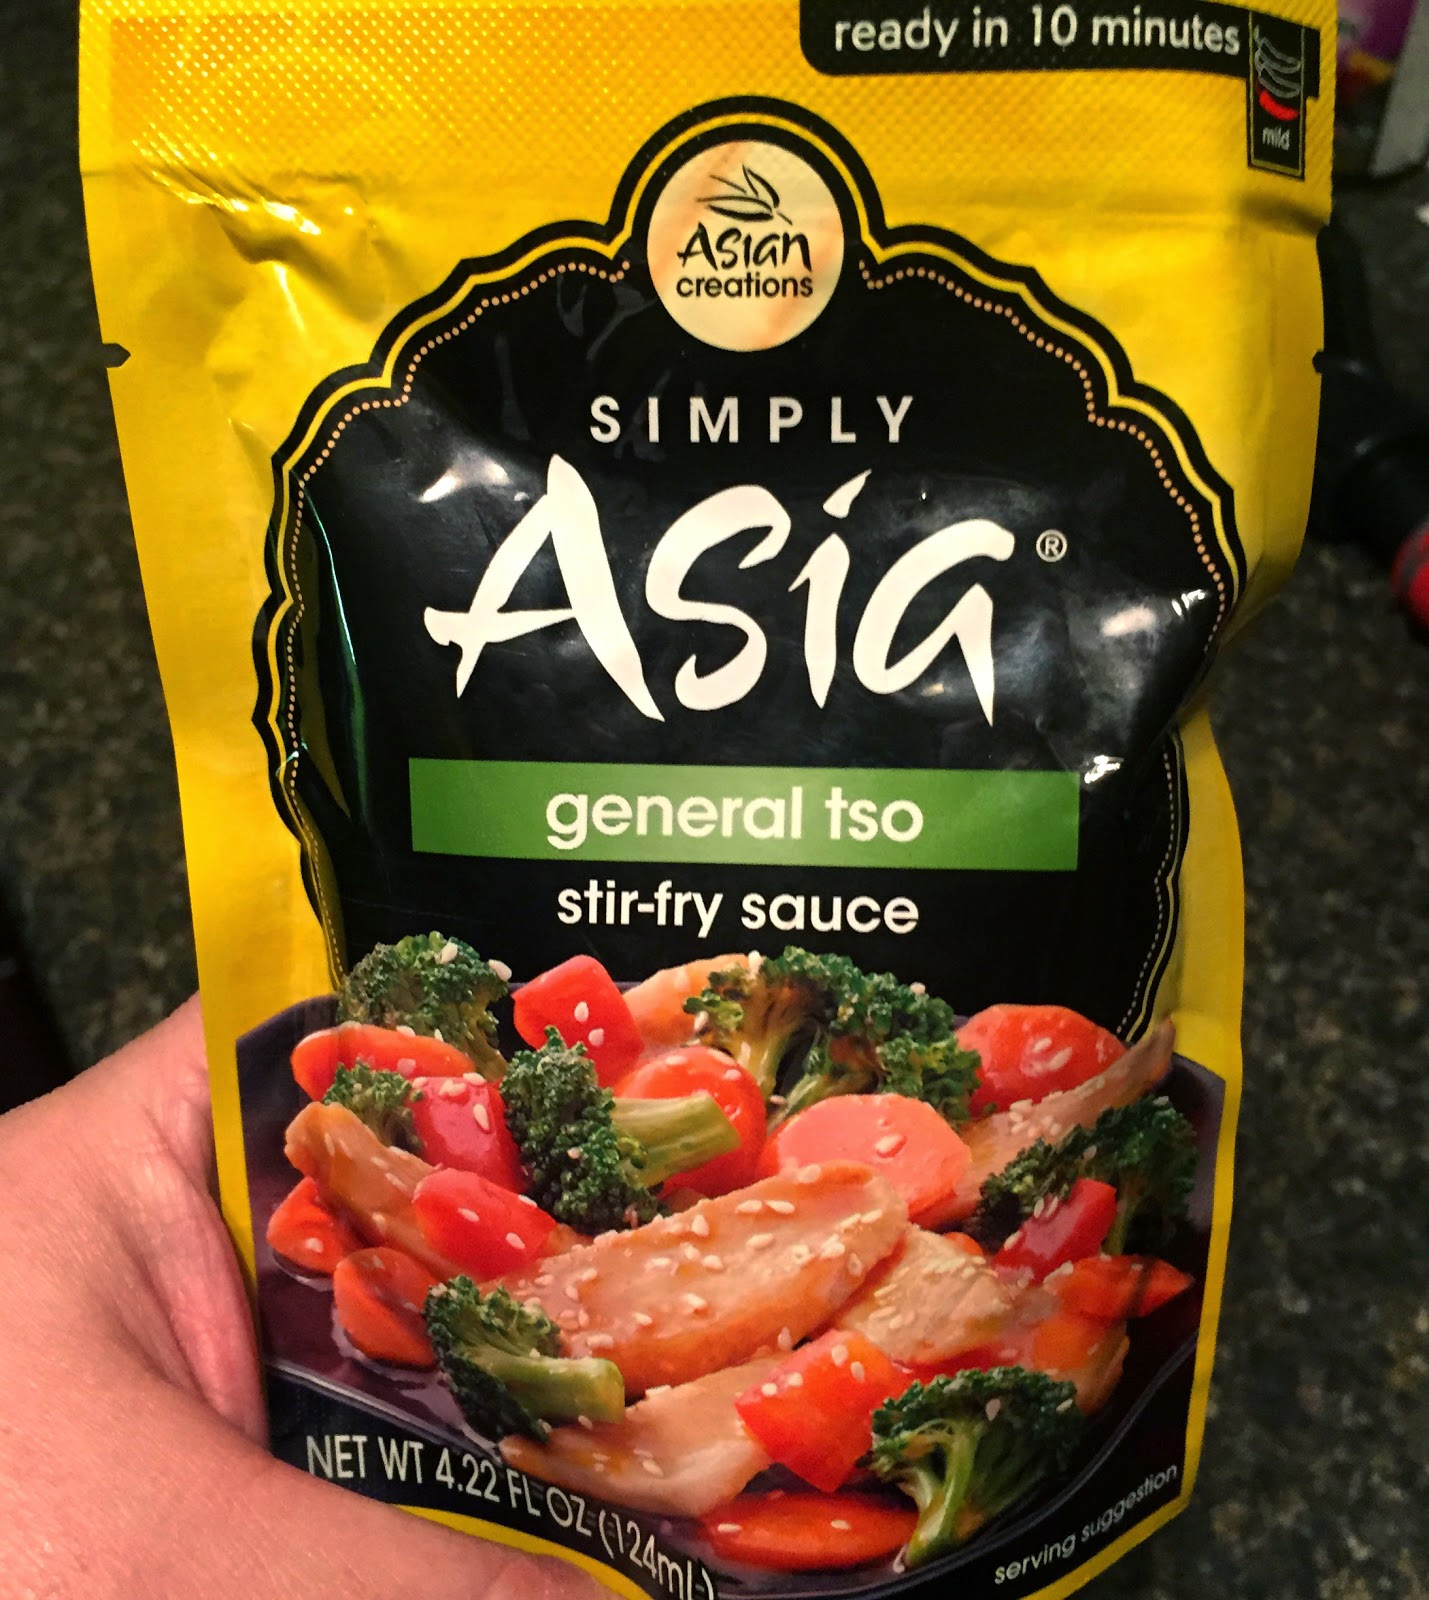 ready in 10 minutes
mild
Asian
creations
SIMPLY
Asia®
general tso
stir-fry sauce
NET WT 4.22 FL OZ (124mL)
serving suggestion